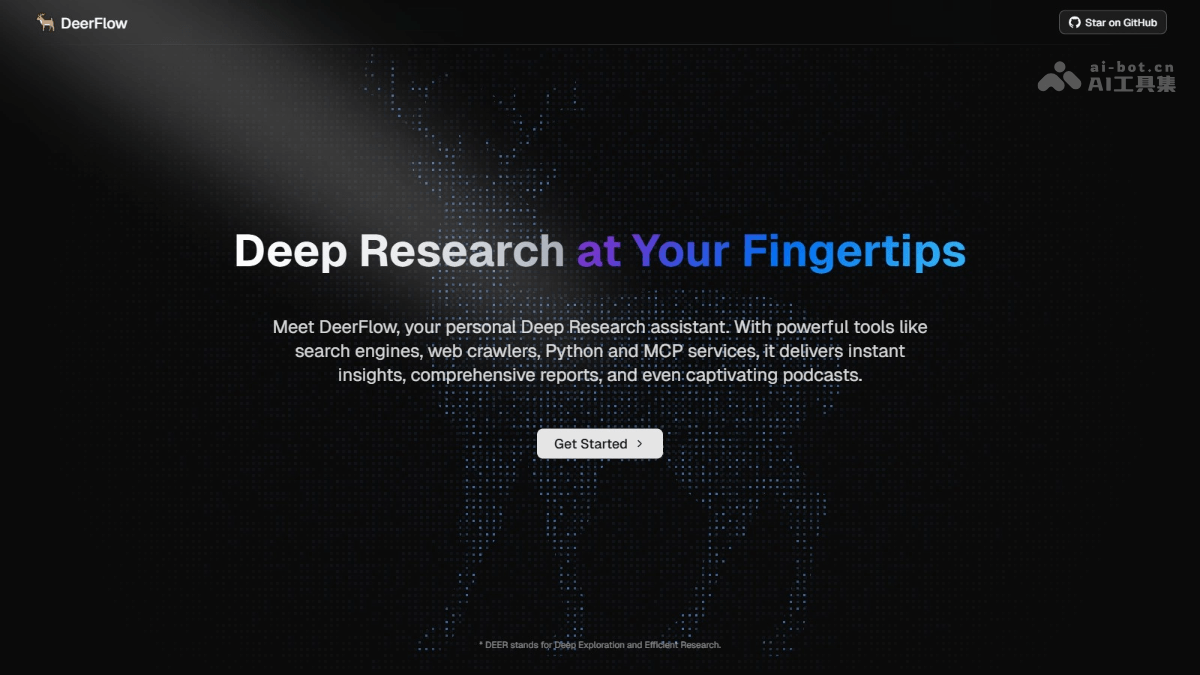 DeerFlow
Star on GitHub
ai-bot.cn
AI工具集
Deep Research at Your Fingertips
Meet DeerFlow, your personal Deep Research assistant. With powerful tools like
search engines, web crawlers, Python and MCP services, it delivers instant
insights, comprehensive reports, and even captivating podcasts.
Get Started
* DEER stands for Deep Exploration and Efficient Research.